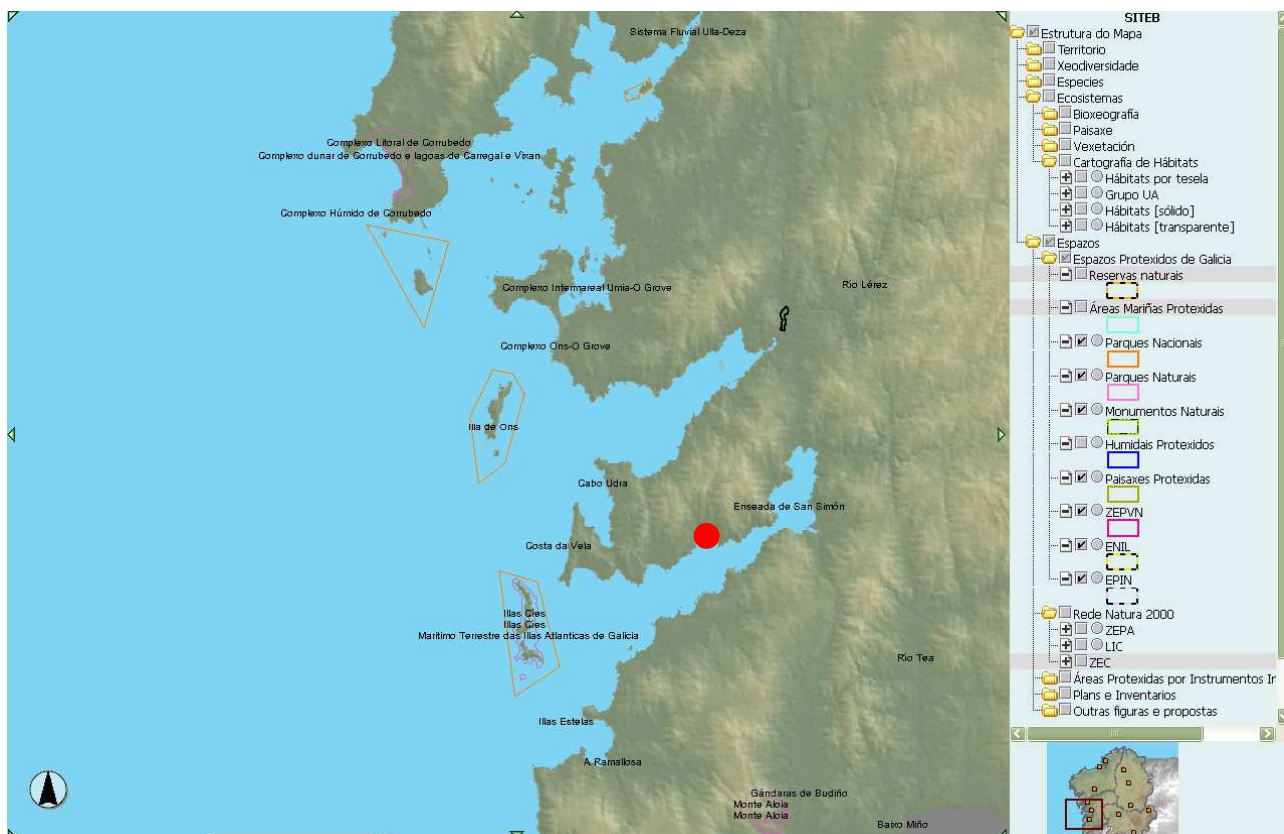 Sistema Fluvial Ulla-Deza
Complexo Litoral de Corrubedo
Complexo dunar de Corrubedo e lagoas de Carregal e Vixan
Complexo Húmido de Corrubedo
Complexo Intermareal Umia-O Grove
Río Lérez
Complexo Ons-O Grove
Illa de Ons
Cabo Udra
Enseada de San Simón
Costa da Vela
Illas Cíes
Illas Cíes
Marítimo Terrestre das Illas Atlánticas de Galicia
Río Tea
Illas Estelas
A Ramallosa
Gándaras de Budiño
Monte Aloia
Monte Aloia
Baixo Miño
SITEB
Estrutura do Mapa
Territorio
Xeodiversidade
Especies
Ecosistemas
Bioxeografía
Paisaxe
Vexetación
Cartografía de Hábitats
Hábitats por tesela
Grupo UA
Hábitats [sólido]
Hábitats [transparente]
Espazos
Espazos Protexidos de Galicia
Reservas naturais
Áreas Mariñas Protexidas
Parques Nacionais
Parques Naturais
Monumentos Naturais
Humidais Protexidos
Paisaxes Protexidas
ZEPVN
ENIL
EPIN
Rede Natura 2000
ZEPA
LIC
ZEC
Áreas Protexidas por Instrumentos Ir
Plans e Inventarios
Outras figuras e propostas